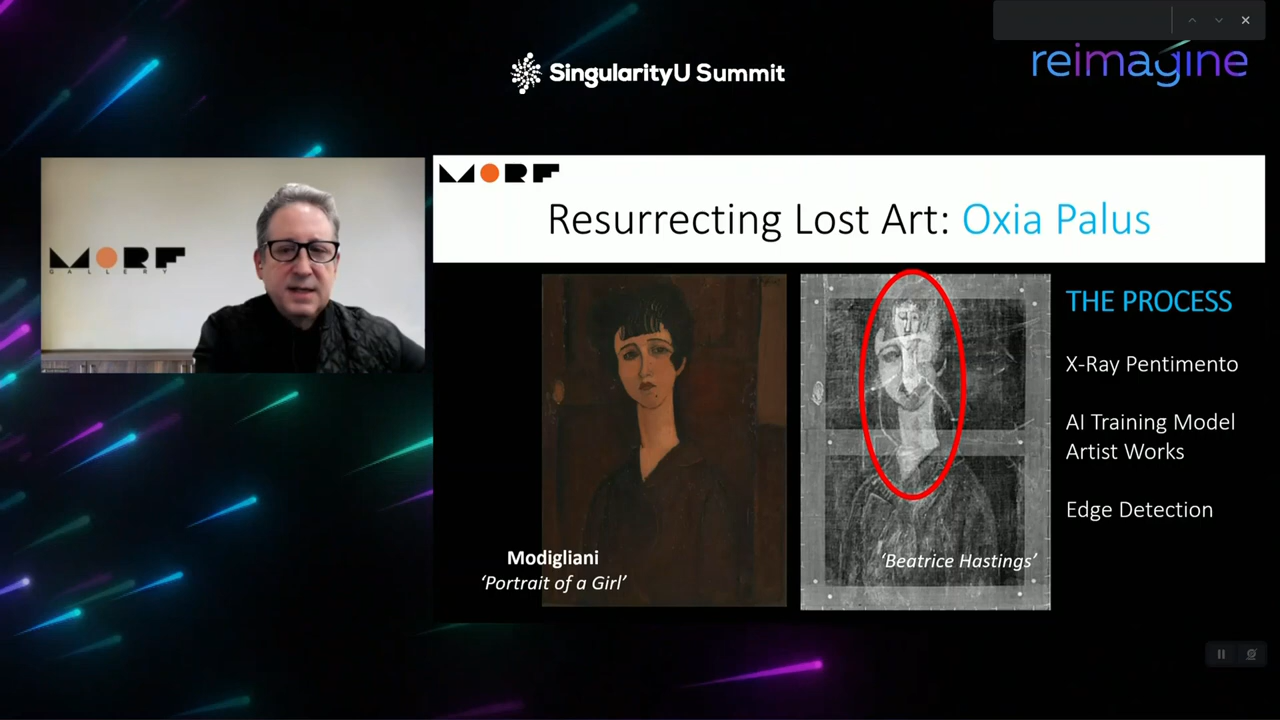 SingularityU Summit
reimagine
MORF
GALLERY
MORF
Resurrecting Lost Art: Oxia Palus
THE PROCESS
X-Ray Pentimento
AI Training Model
Artist Works
Edge Detection
Modigliani
‘Portrait of a Girl’
‘Beatrice Hastings’